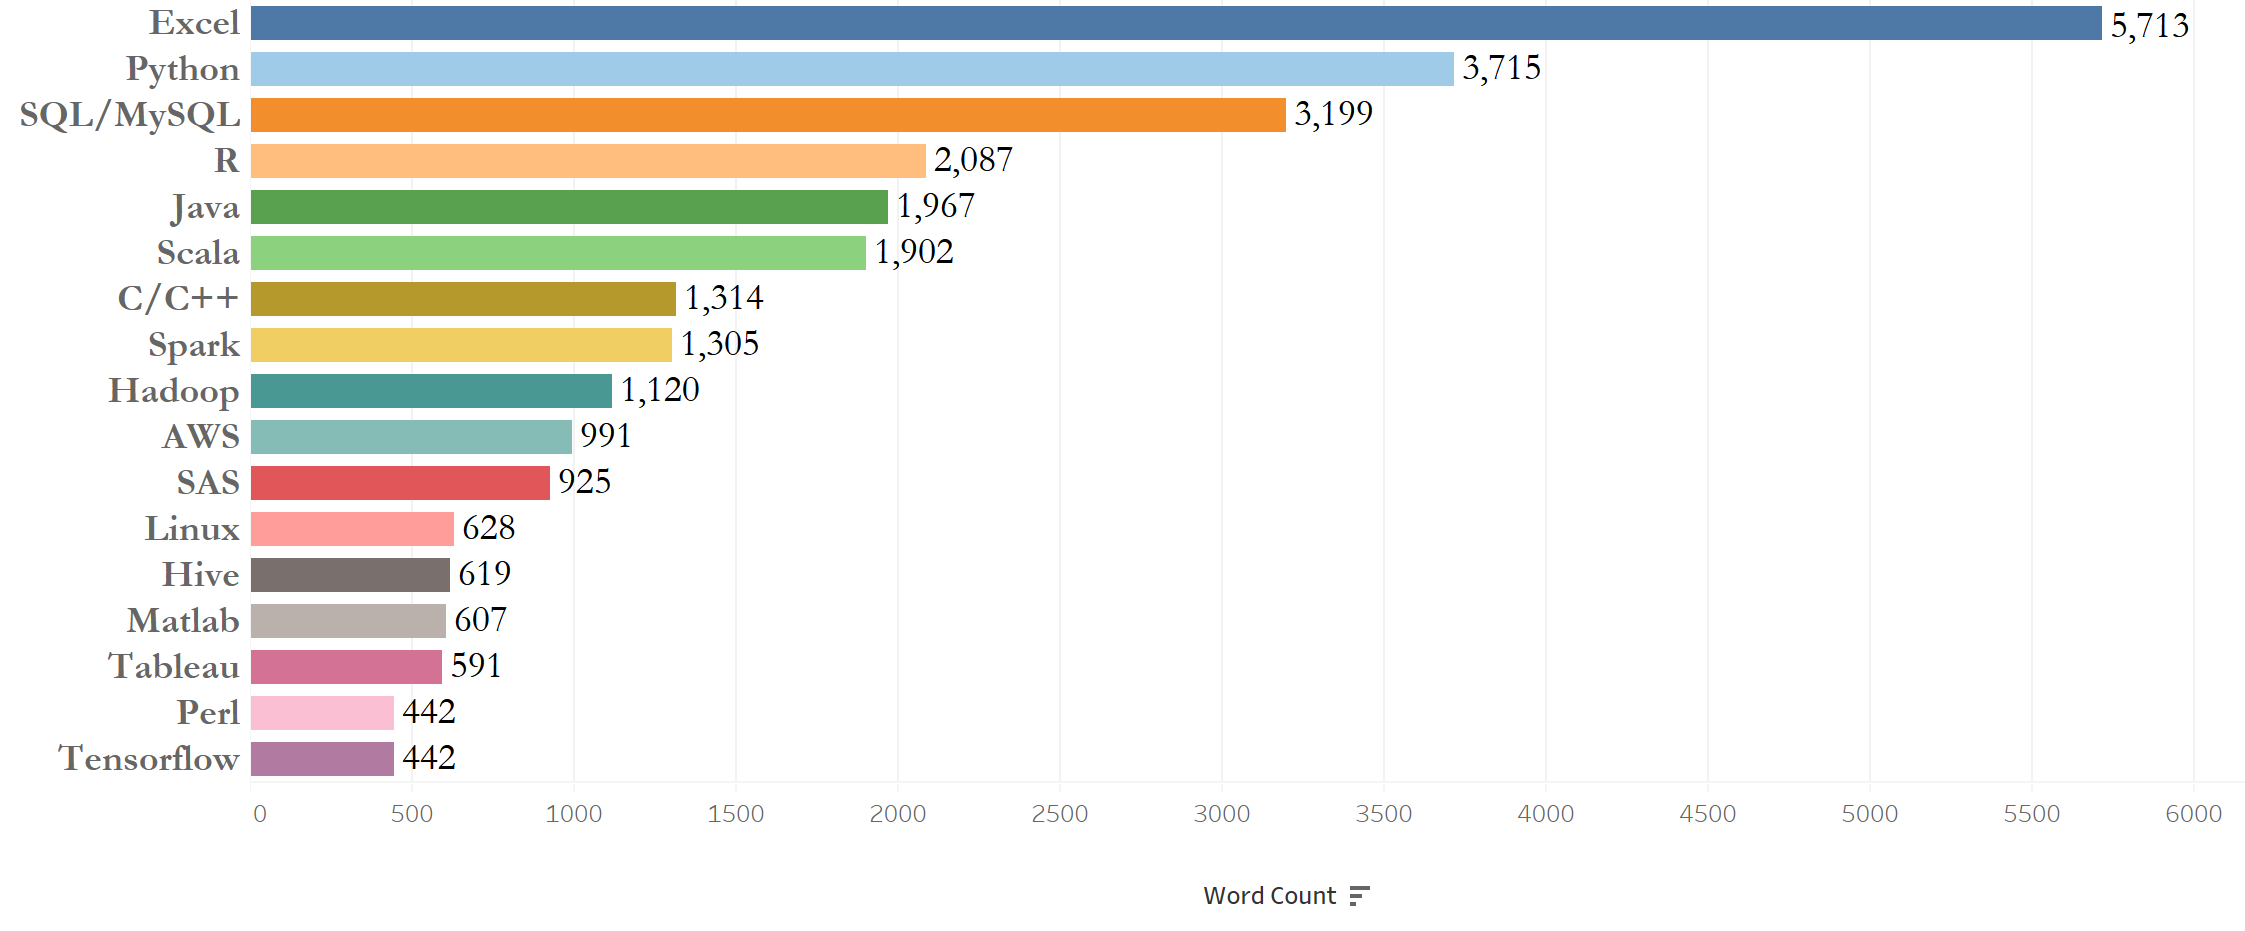 Excel 5,713
Python 3,715
SQL/MySQL 3,199
R 2,087
Java 1,967
Scala 1,902
C/C++ 1,314
Spark 1,305
Hadoop 1,120
AWS 991
SAS 925
Linux 628
Hive 619
Matlab 607
Tableau 591
Perl 442
Tensorflow 442
0 500 1000 1500 2000 2500 3000 3500 4000 4500 5000 5500 6000
Word Count